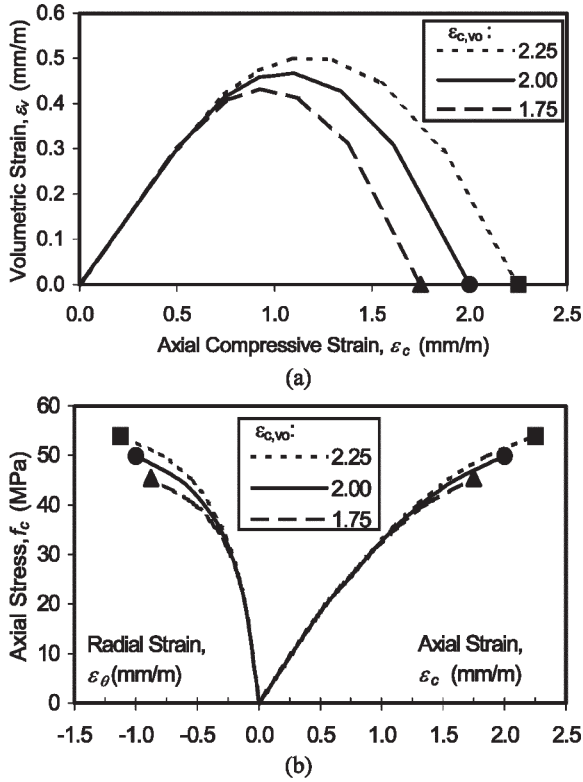 0.6
0.5
0.4
0.3
0.2
0.1
0.0
Volumetric Strain, εv (mm/m)
εc,vo :
2.25
2.00
1.75
0.0 0.5 1.0 1.5 2.0 2.5
Axial Compressive Strain, εc (mm/m)
(a)
60
50
40
30
20
10
0
Axial Stress, fc (MPa)
εc,vo:
2.25
2.00
1.75
Radial Strain,
εθ (mm/m)
Axial Strain,
εc (mm/m)
-1.5 -1.0 -0.5 0.0 0.5 1.0 1.5 2.0 2.5
(b)